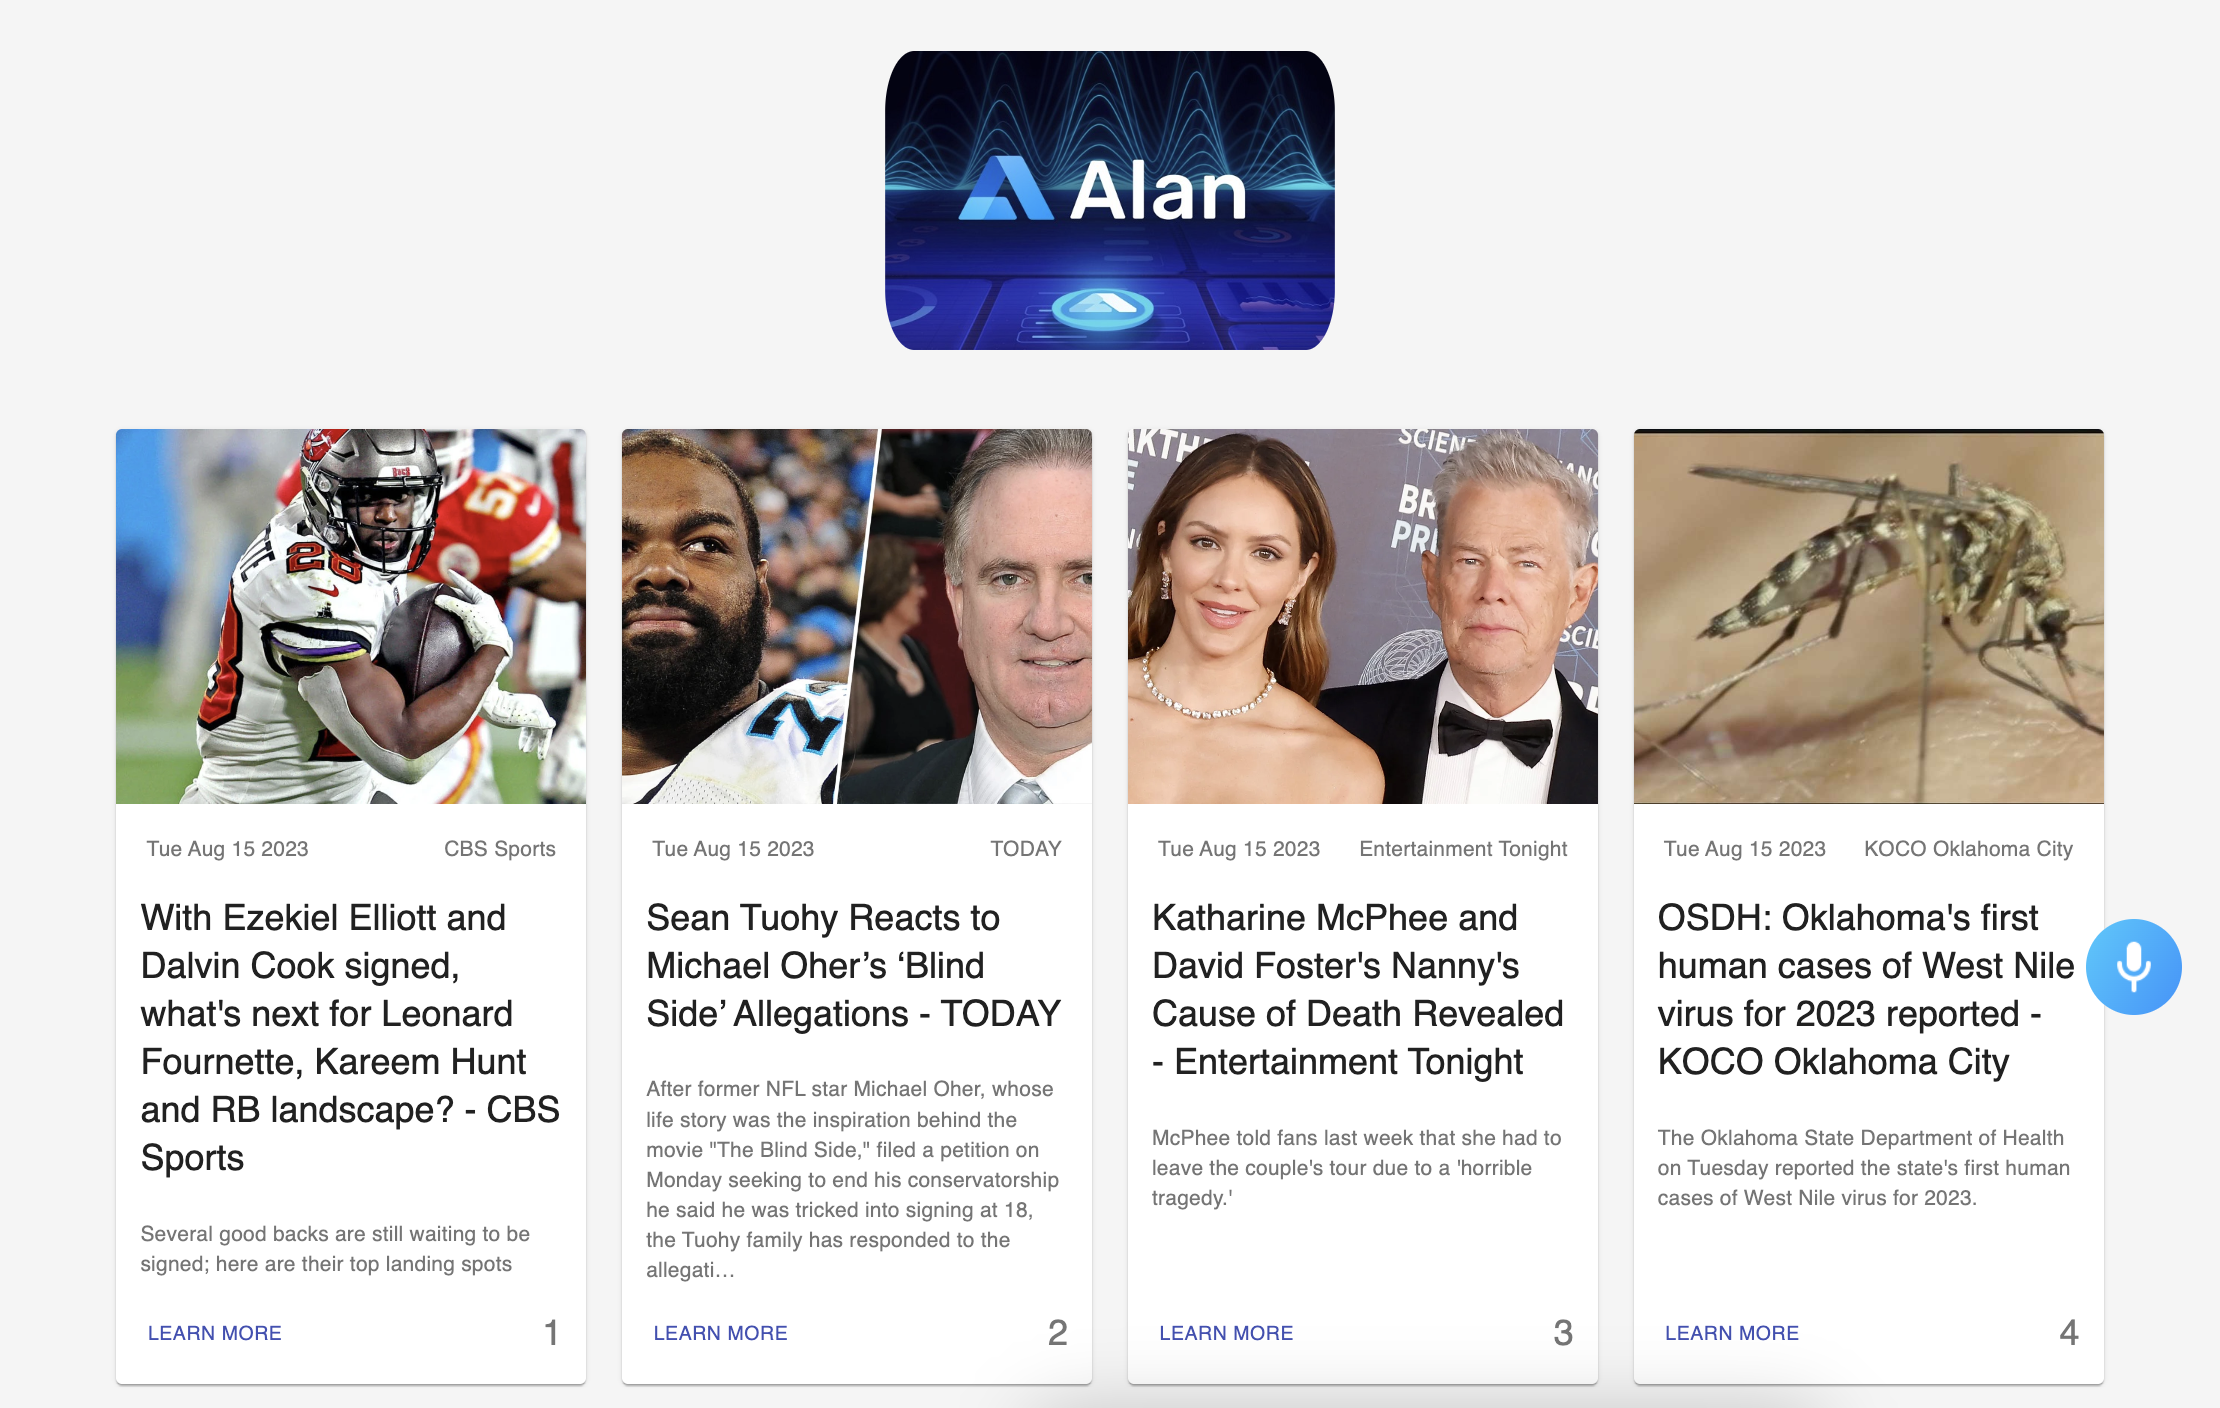 Alan
BUCS
52
28
AKTH
E
SCIEN
ANG
BR
PRI
SCIE
Tue Aug 15 2023
CBS Sports
With Ezekiel Elliott and
Dalvin Cook signed,
what's next for Leonard
Fournette, Kareem Hunt
and RB landscape? - CBS
Sports
Several good backs are still waiting to be
signed; here are their top landing spots
LEARN MORE
1
Tue Aug 15 2023
TODAY
Sean Tuohy Reacts to
Michael Oher’s ‘Blind
Side’ Allegations - TODAY
After former NFL star Michael Oher, whose
life story was the inspiration behind the
movie "The Blind Side," filed a petition on
Monday seeking to end his conservatorship
he said he was tricked into signing at 18,
the Tuohy family has responded to the
allegati…
LEARN MORE
2
Tue Aug 15 2023
Entertainment Tonight
Katharine McPhee and
David Foster's Nanny's
Cause of Death Revealed
- Entertainment Tonight
McPhee told fans last week that she had to
leave the couple's tour due to a 'horrible
tragedy.'
LEARN MORE
3
Tue Aug 15 2023
KOCO Oklahoma City
OSDH: Oklahoma's first
human cases of West Nile
virus for 2023 reported -
KOCO Oklahoma City
The Oklahoma State Department of Health
on Tuesday reported the state's first human
cases of West Nile virus for 2023.
LEARN MORE
4